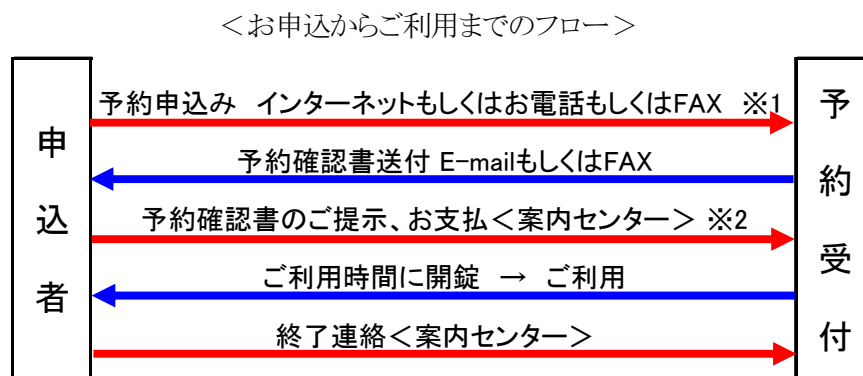 ＜お申込からご利用までのフロー＞
申込者
予約受付
予約申込み　インターネットもしくはお電話もしくはFAX　※1
予約確認書送付 E-mailもしくはFAX
予約確認書のご提示、お支払＜案内センター＞ ※2
ご利用時間に開錠　→　ご利用
終了連絡＜案内センター＞